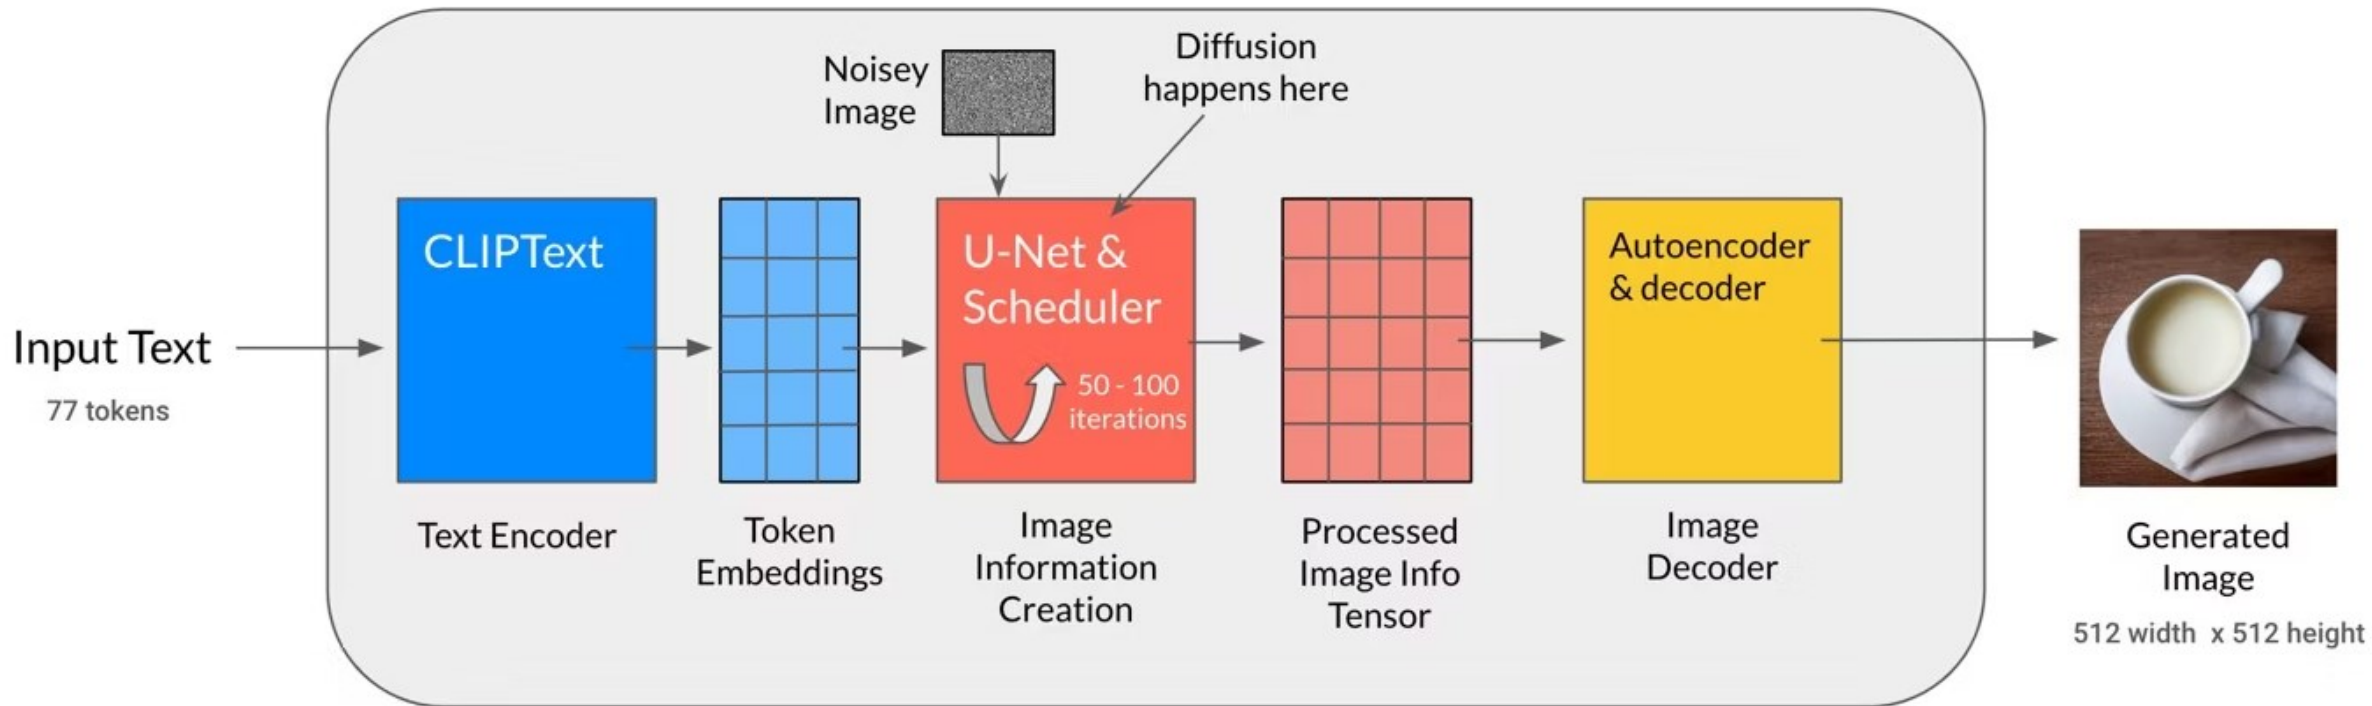 Noisey
Image
Diffusion
happens here
Input Text
77 tokens
CLIPText
Text Encoder
Token
Embeddings
U-Net &
Scheduler
50 - 100
iterations
Image
Information
Creation
Processed
Image Info
Tensor
Autoencoder
& decoder
Image
Decoder
Generated
Image
512 width x 512 height